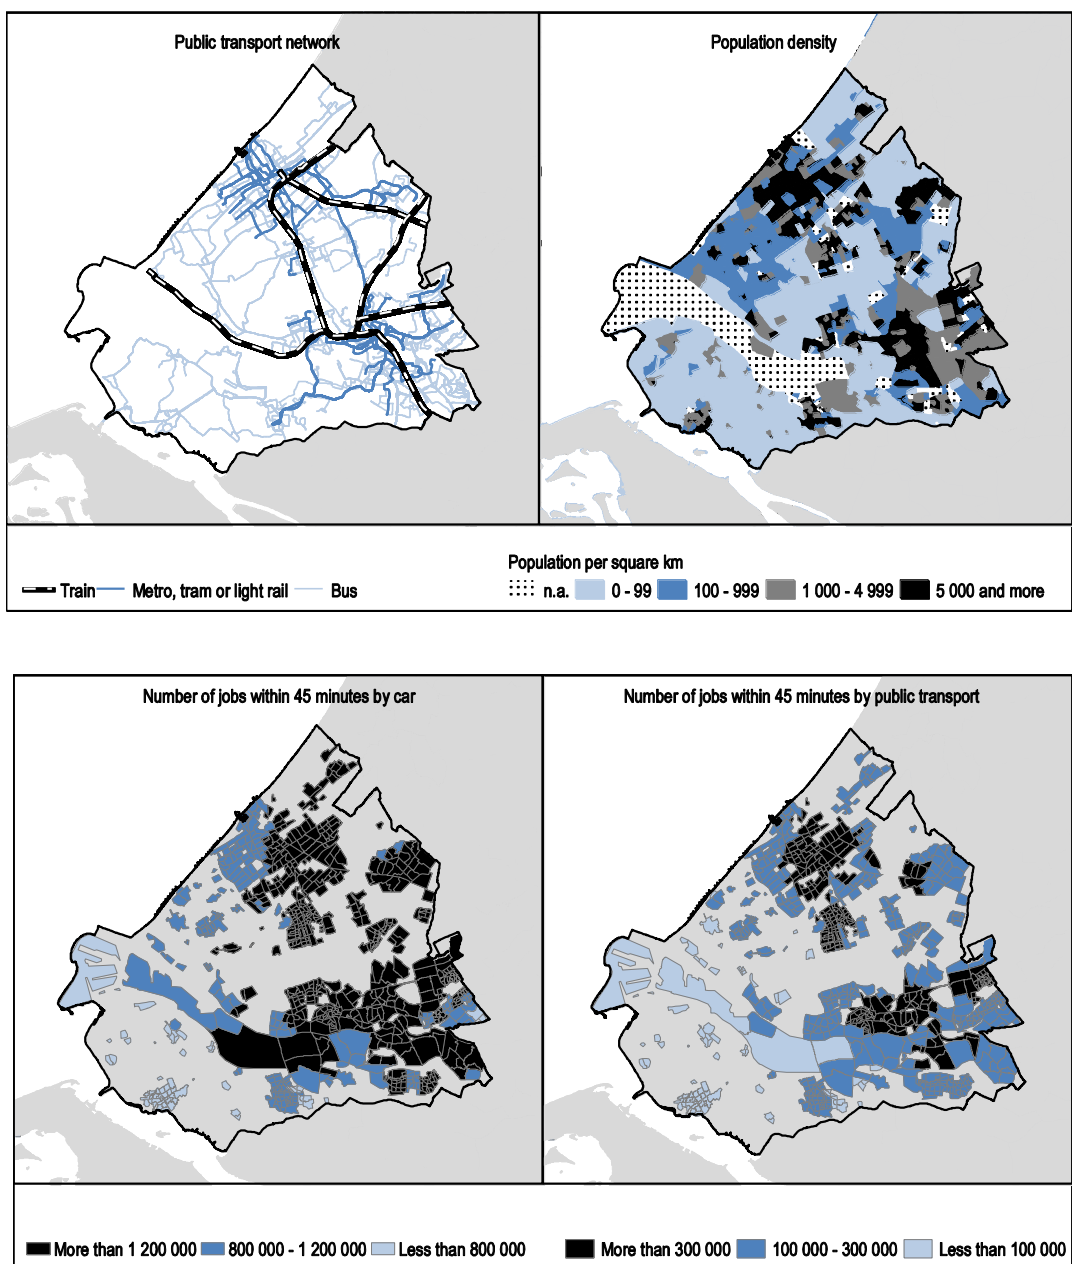 Public transport network
Population density
Population per square km
Train
Metro, tram or light rail
Bus
n.a.
0 - 99
100 - 999
1 000 - 4 999
5 000 and more
Number of jobs within 45 minutes by car
Number of jobs within 45 minutes by public transport
More than 1 200 000
800 000 - 1 200 000
Less than 800 000
More than 300 000
100 000 - 300 000
Less than 100 000